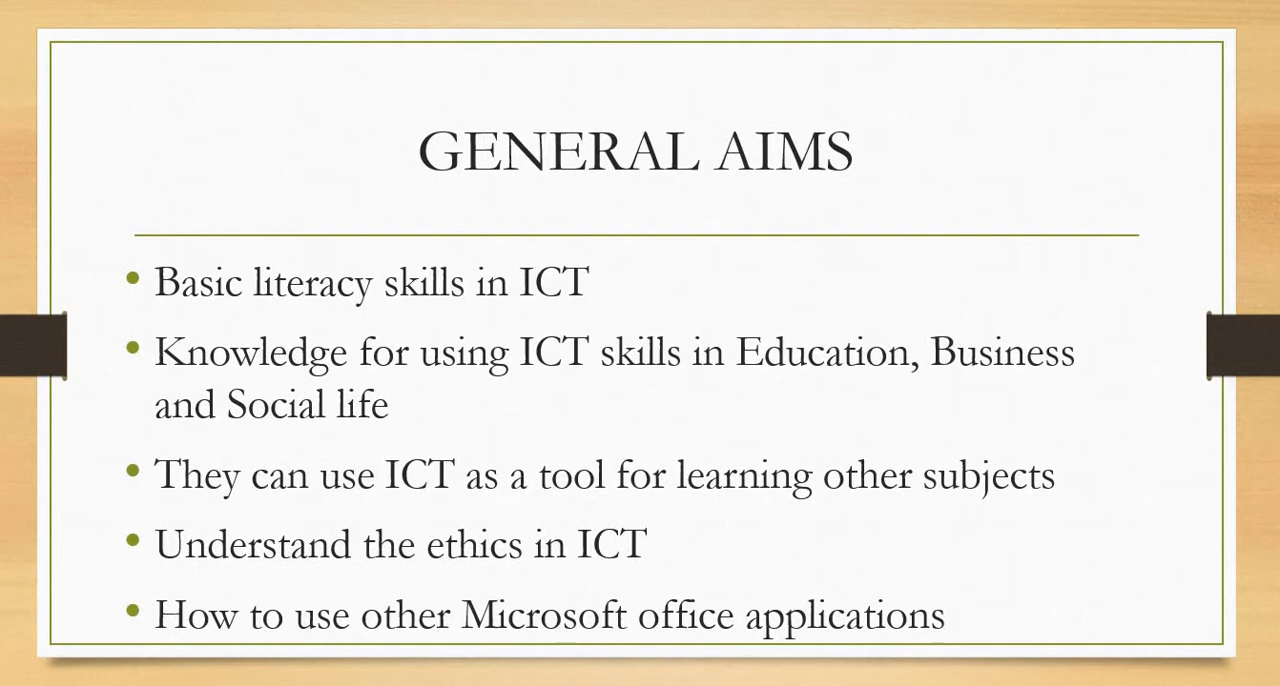 GENERAL AIMS
• Basic literacy skills in ICT
• Knowledge for using ICT skills in Education, Business
and Social life
• They can use ICT as a tool for learning other subjects
• Understand the ethics in ICT
• How to use other Microsoft office applications